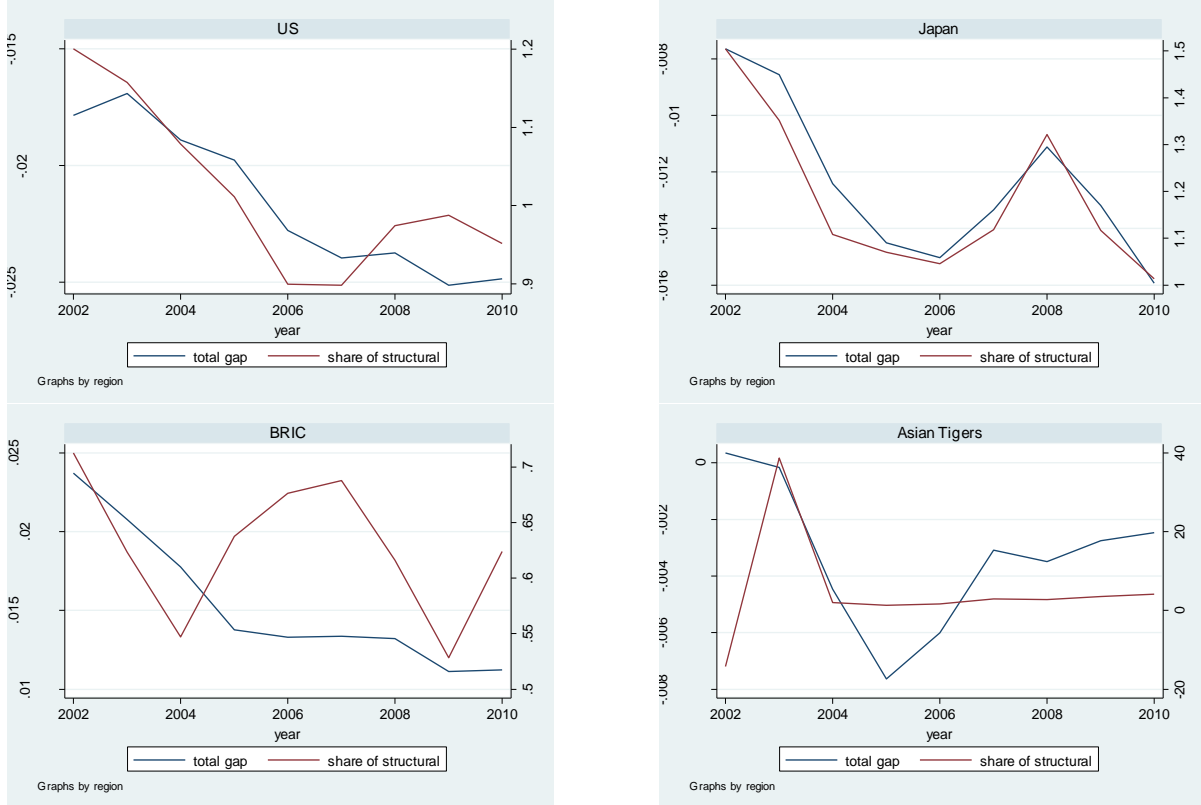 US
-.015
-.02
-.025
1.2
1.1
1
.9
2002 2004 2006 2008 2010
year
total gap share of structural
Graphs by region
Japan
-.008
-.01
-.012
-.014
-.016
1.5
1.4
1.3
1.2
1.1
1
2002 2004 2006 2008 2010
year
total gap share of structural
Graphs by region
BRIC
.025
.02
.015
.01
.7
.65
.6
.55
.5
2002 2004 2006 2008 2010
year
total gap share of structural
Graphs by region
Asian Tigers
0
-.002
-.004
-.006
-.008
40
20
0
-20
2002 2004 2006 2008 2010
year
total gap share of structural
Graphs by region